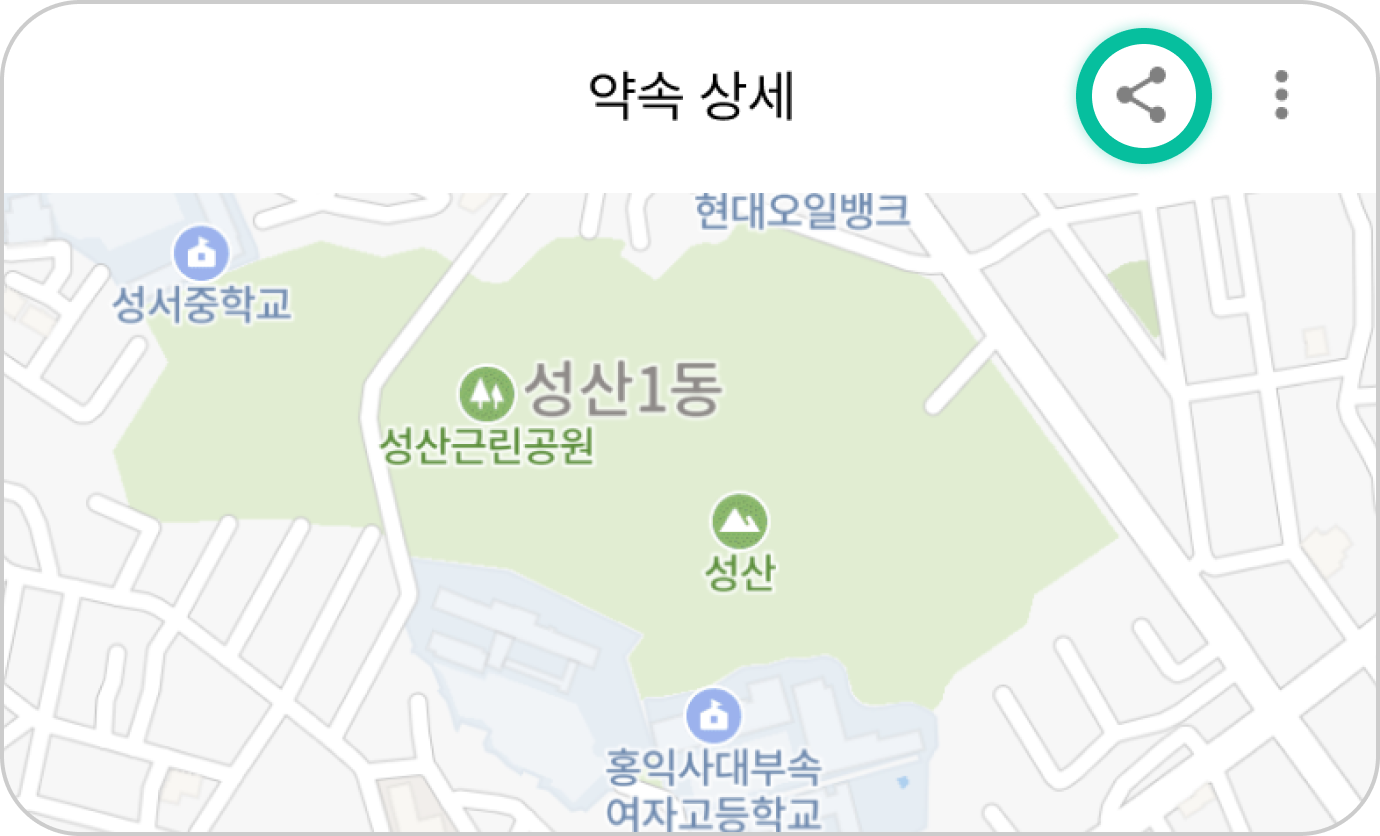 약속 상세
현대오일뱅크
성서중학교
성산1동
성산근린공원
성산
홍익사대부속
여자고등학교